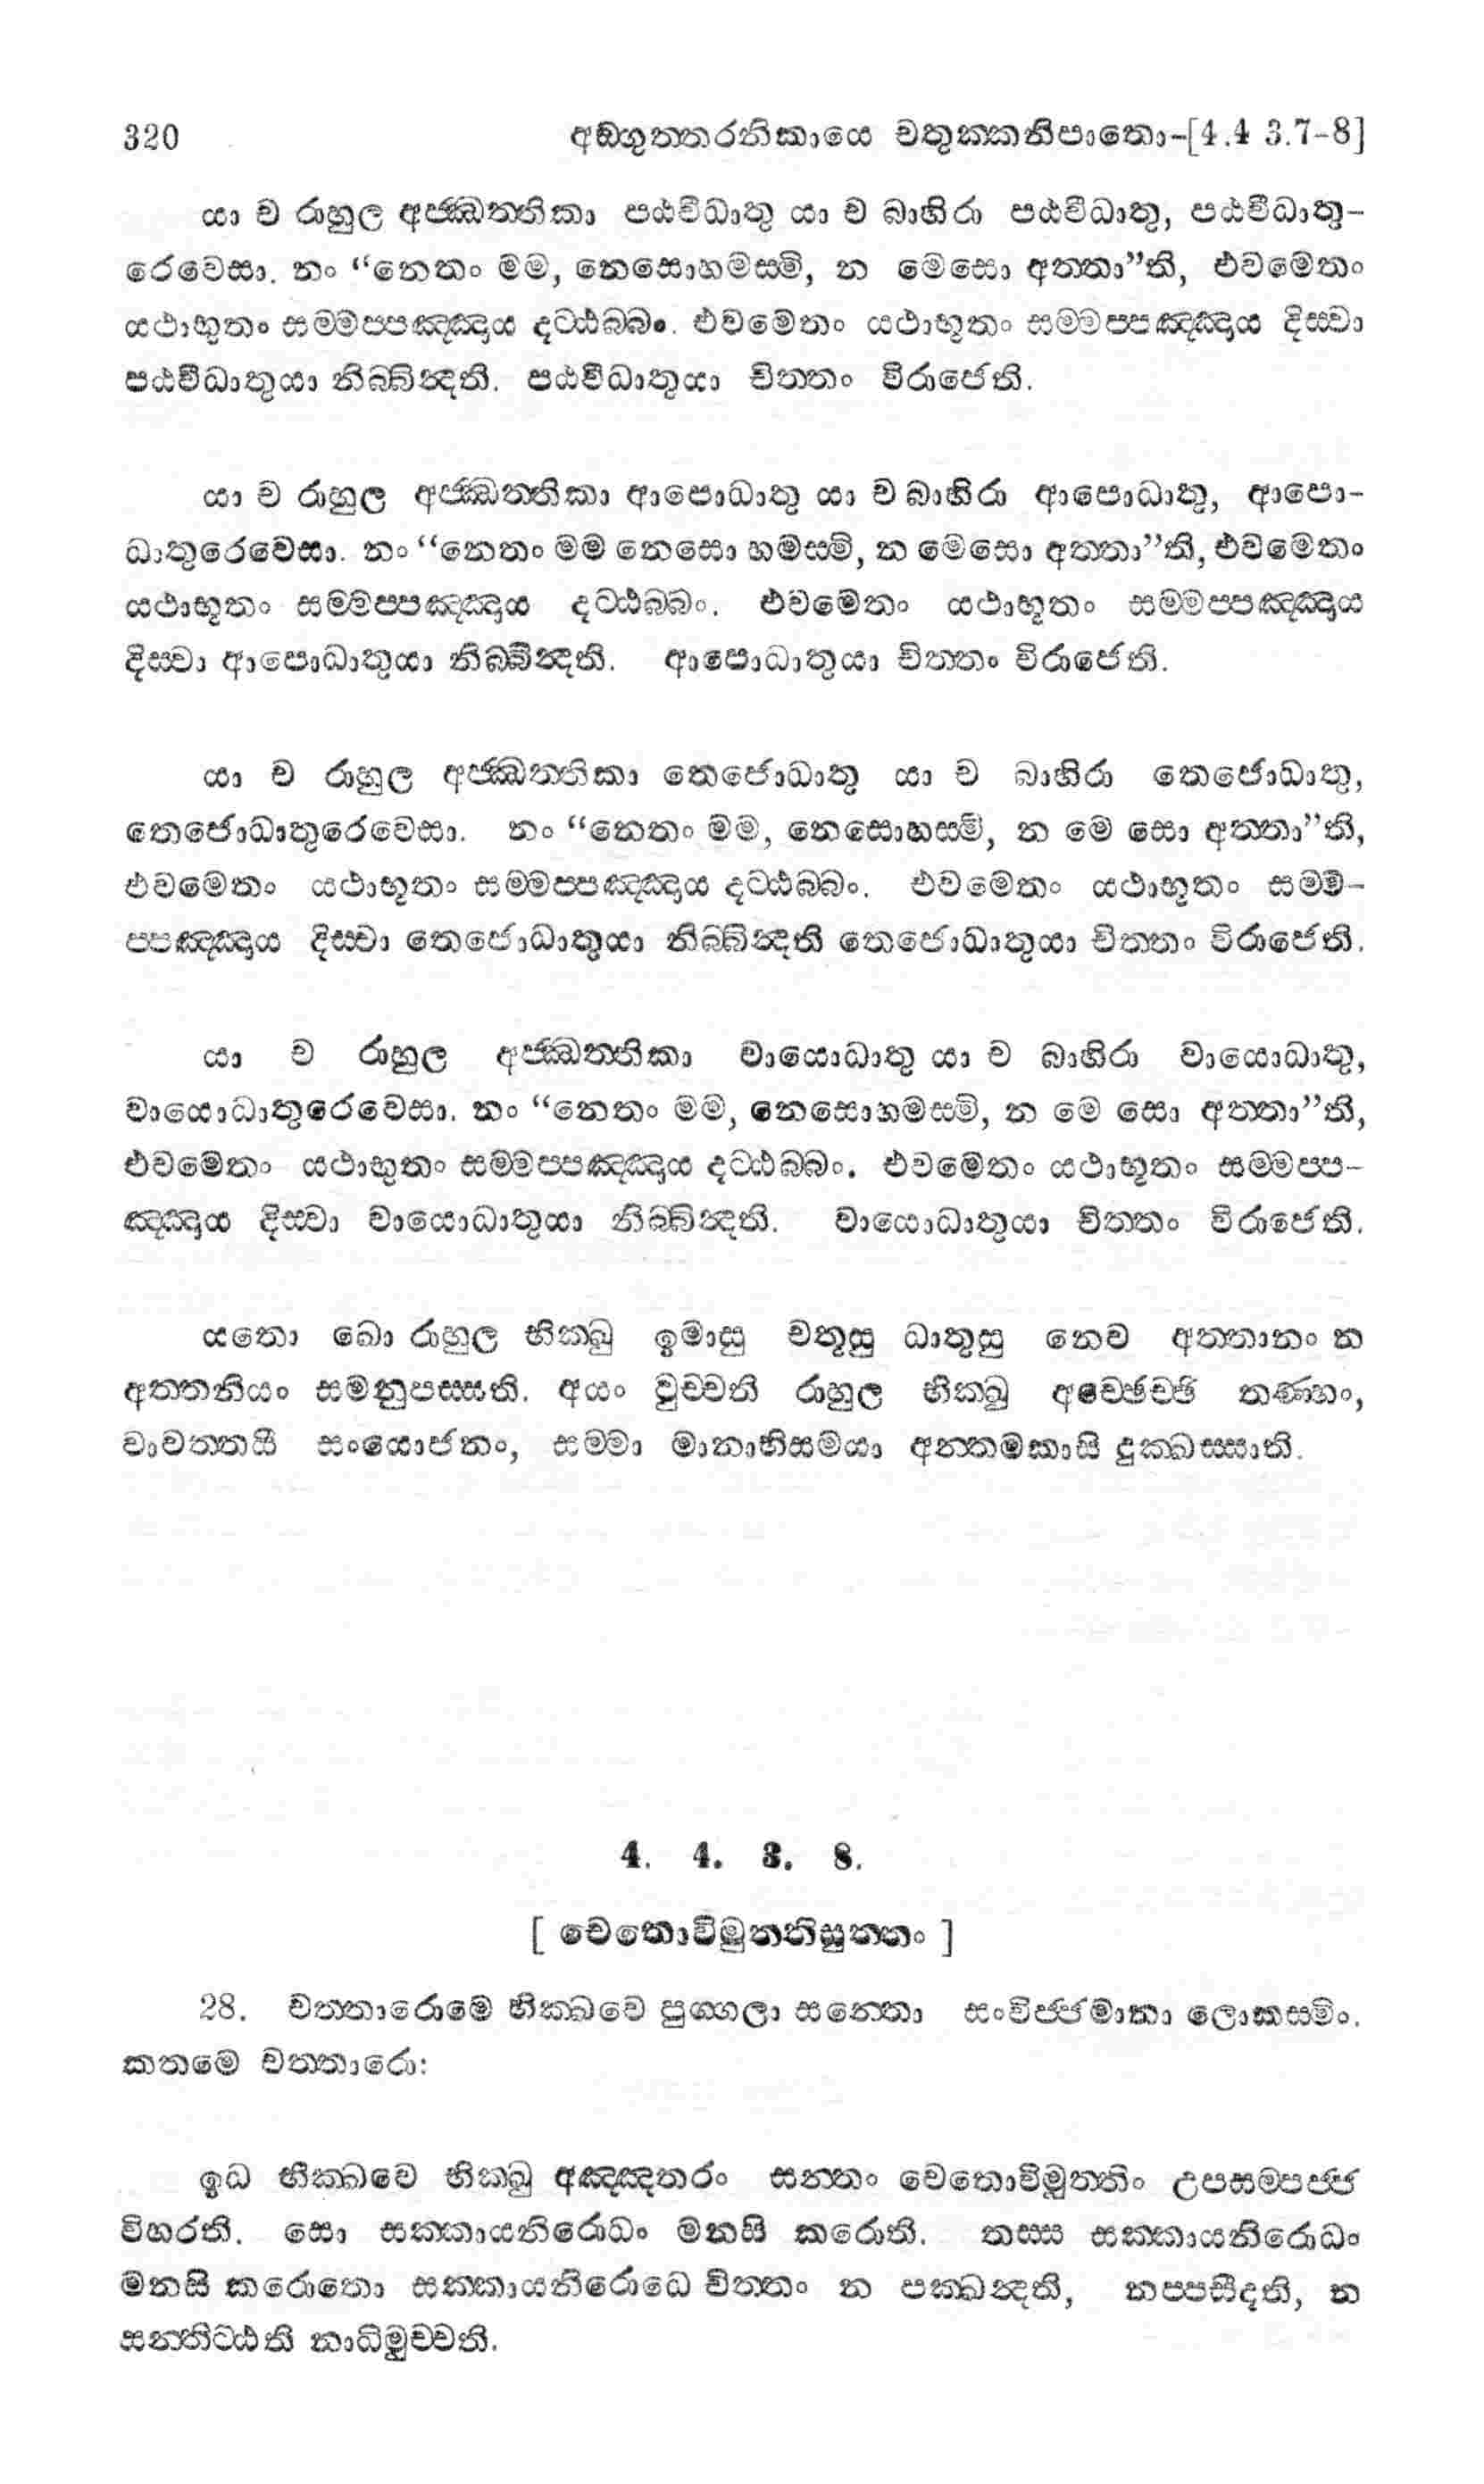 320 අඞ්ගුත්තරනිකායෙ චතුක්කනිපාතො-[4.4 3.7-8]
යා ච රාහුල අජ්ඣත්තිකා පඨවීධාතු යා ච බාහිරා පඨවීධාතු, පඨවීධාතු-
රෙවෙසා. තං “නෙතං මම, නෙසොහමස්මි, න මෙසො අත්තා”ති, එවමෙතං
යථාභූතං සම්මප්පඤ්ඤාය දට්ඨබ්බං. එවමෙතං යථාභූතං සම්මප්පඤ්ඤාය දිස්වා
පඨවීධාතුයා නිබ්බින්දති. පඨවීධාතුයා චිත්තං විරාජෙති.
යා ච රාහුල අජ්ඣත්තිකා ආපොධාතු යා ච බාහිරා ආපොධාතු, ආපො-
ධාතුරෙවෙසා. තං “නෙතං මම නෙසො හමස්මි, න මෙසො අත්තා”ති, එවමෙතං
යථාභූතං සම්මප්පඤ්ඤාය දට්ඨබ්බං. එවමෙතං යථාභූතං සම්මප්පඤ්ඤාය
දිස්වා ආපොධාතුයා නිබ්බින්දති. ආපොධාතුයා චිත්තං විරාජෙති.
යා ච රාහුල අජ්ඣත්තිකා තෙජොධාතු යා ච බාහිරා තෙජොධාතු,
තෙජොධාතුරෙවෙසා. තං “නෙතං මම, නෙසොහස්මි, න මෙ සො අත්තා”ති,
එවමෙතං යථාභූතං සම්මප්පඤ්ඤාය දට්ඨබ්බං. එවමෙතං යථාභූතං සම්ම-
ප්පඤ්ඤාය දිස්වා තෙජොධාතුයා නිබ්බින්දති තෙජොධාතුයා චිත්තං විරාජෙති.
යා ච රාහුල අජ්ඣත්තිකා වායොධාතු යා ච බාහිරා වායොධාතු,
වායොධාතුරෙවෙසා. තං “නෙතං මම, නෙසොහමස්මි, න මෙ සො අත්තා”ති,
එවමෙතං යථාභූතං සම්මප්පඤ්ඤාය දට්ඨබ්බං. එවමෙතං යථාභූතං සම්මප්ප-
ඤ්ඤාය දිස්වා වායොධාතුයා නිබ්බින්දති. වායොධාතුයා චිත්තං විරාජෙති.
යතො ඛො රාහුල භික්ඛු ඉමාසු චතූසු ධාතූසු නෙව අත්තානං න
අත්තනියං සමනුපස්සති. අයං වුච්චති රාහුල භික්ඛු අච්ඡෙච්ඡි තණ්හං,
වාවත්තයි සංයොජනං, සම්මා මානාභිසමයා අන්තමකාසි දුක්ඛස්සාති.
4. 4. 3. 8.
[ චෙතොවිමුත්තිසුත්තං ]
28. චත්තාරොමෙ භික්ඛවෙ පුග්ගලා සන්තො සංවිජ්ජමානා ලොකස්මිං.
කතමෙ චත්තාරො:
ඉධ භික්ඛවෙ භික්ඛු අඤ්ඤතරං සන්තං චෙතොවිමුත්තිං උපසම්පජ්ජ
විහරති. සො සක්කායනිරොධං මනසි කරොති. තස්ස සක්කායනිරොධං
මනසි කරොතො සක්කායනිරොධෙ චිත්තං න පක්ඛන්දති, නප්පසීදති, න
සන්තිට්ඨති නාධිමුච්චති.